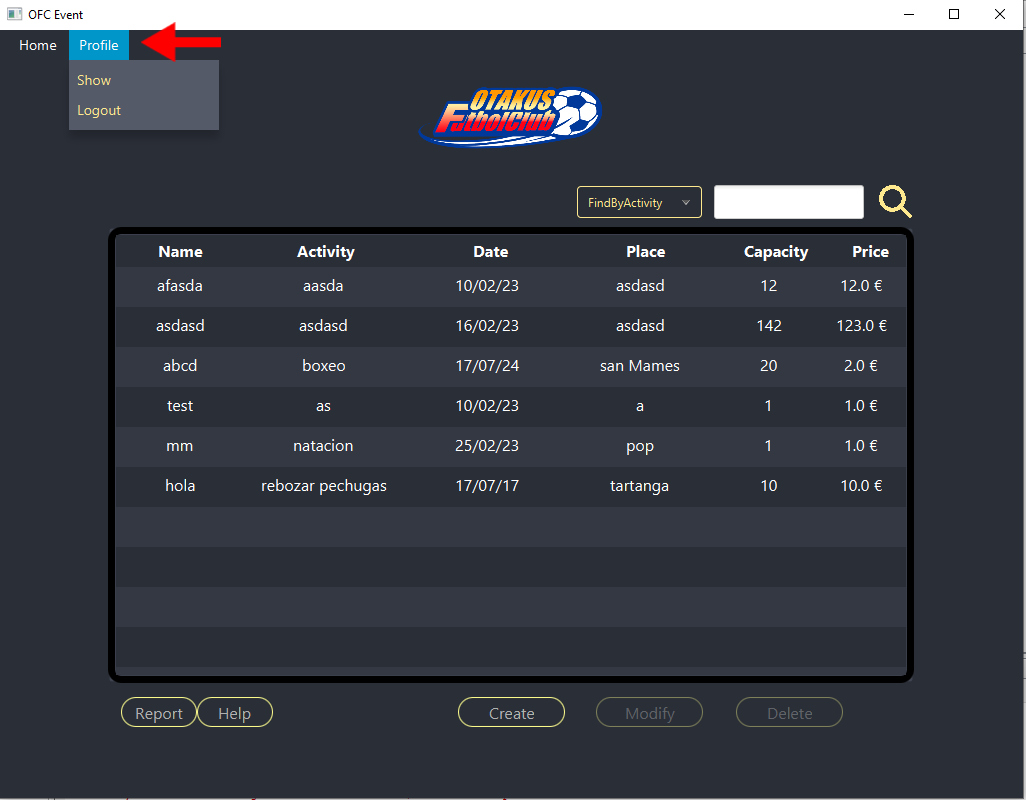 OFC Event
Home Profile
Show
Logout
OTAKUS
FutbolClub
FindByActivity
Name Activity Date Place Capacity Price
afasda aasda 10/02/23 asdasd 12 12.0 €
asdasd asdasd 16/02/23 asdasd 142 123.0 €
abcd boxeo 17/07/24 san Mames 20 2.0 €
test as 10/02/23 a 1 1.0 €
mm natacion 25/02/23 pop 1 1.0 €
hola rebozar pechugas 17/07/17 tartanga 10 10.0 €
Report Help Create Modify Delete